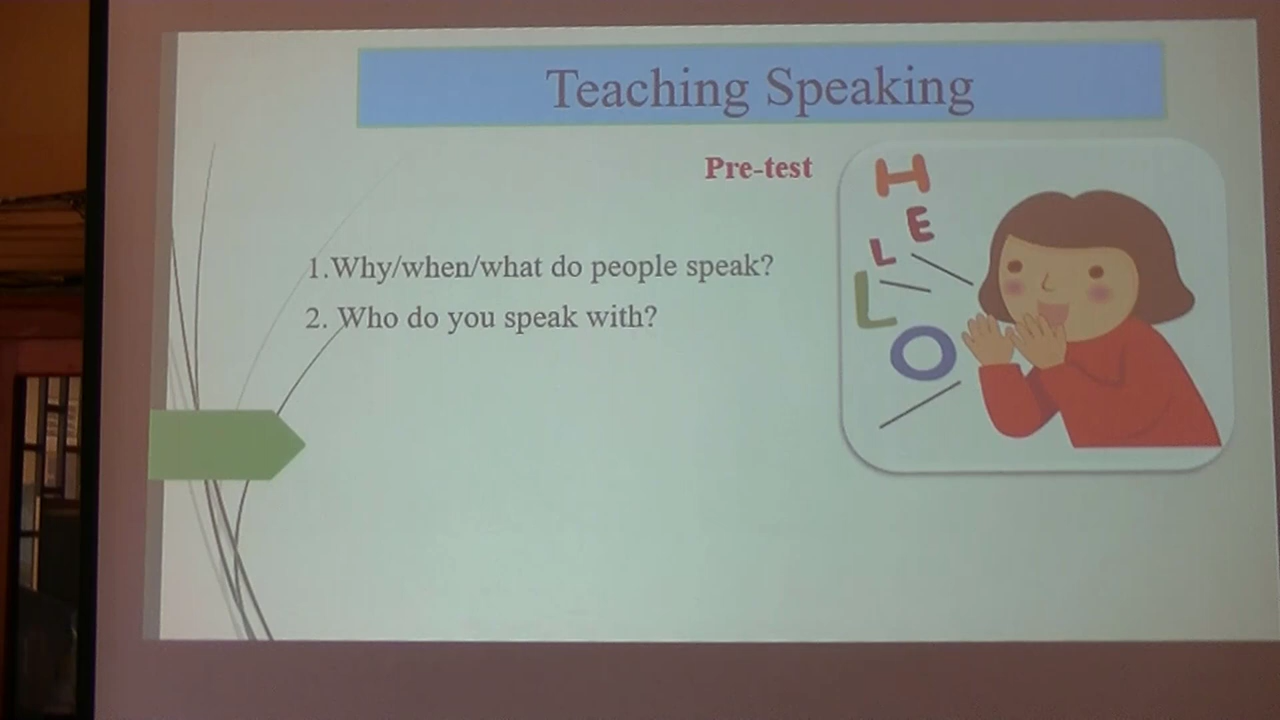 Teaching Speaking
Pre-test
1.Why/when/what do people speak?
2. Who do you speak with?
H
E
L
L
O